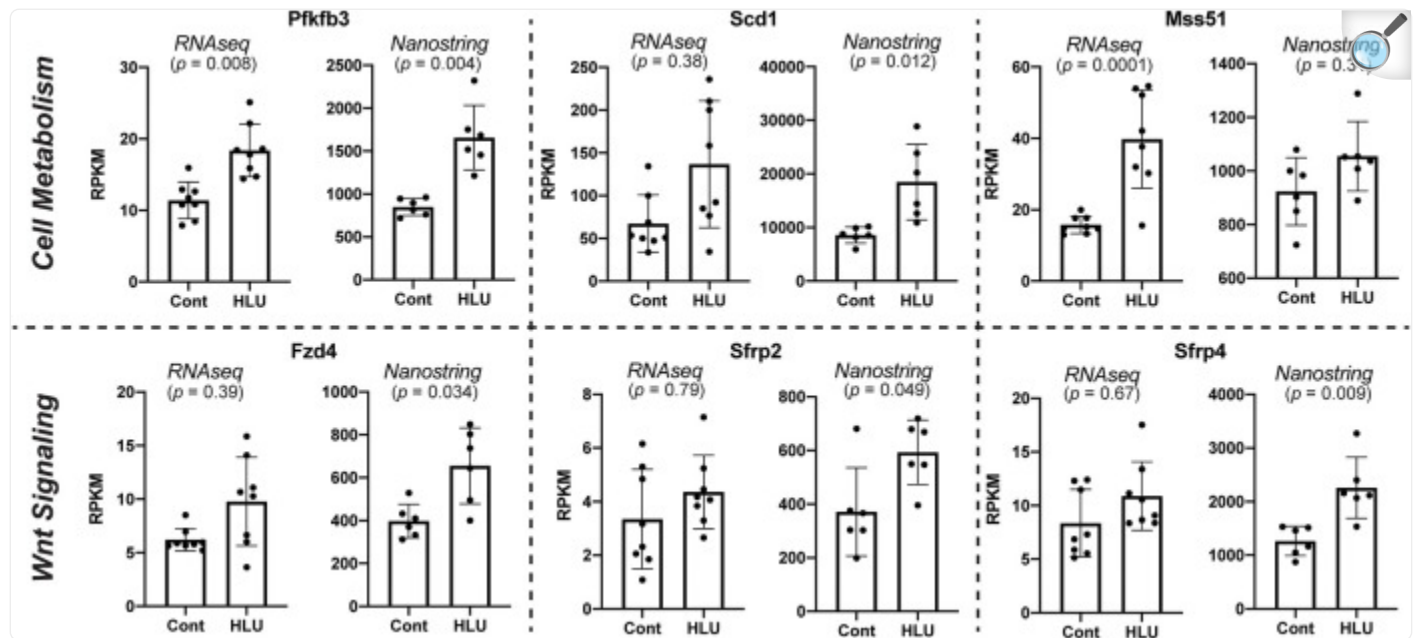 Pfkfb3
RNAseq
(p = 0.008)
30
20
10
0
RPKM
Cont HLU
Nanostring
(p = 0.004)
2500
2000
1500
1000
500
0
Cont HLU
Scd1
RNAseq
(p = 0.38)
250
200
150
100
50
0
RPKM
Cont HLU
Nanostring
(p = 0.012)
40000
30000
20000
10000
0
Cont HLU
Mss51
RNAseq
(p = 0.0001)
60
40
20
0
RPKM
Cont HLU
Nanostring
1400
1200
1000
800
600
Cont HLU
Cell Metabolism
Fzd4
RNAseq
(p = 0.39)
20
15
10
5
0
RPKM
Cont HLU
Nanostring
(p = 0.034)
1000
800
600
400
200
0
Cont HLU
Sfrp2
RNAseq
(p = 0.79)
8
6
4
2
0
RPKM
Cont HLU
Nanostring
(p = 0.049)
800
600
400
200
0
Cont HLU
Sfrp4
RNAseq
(p = 0.67)
20
15
10
5
0
RPKM
Cont HLU
Nanostring
(p = 0.009)
4000
3000
2000
1000
0
Cont HLU
Wnt Signaling